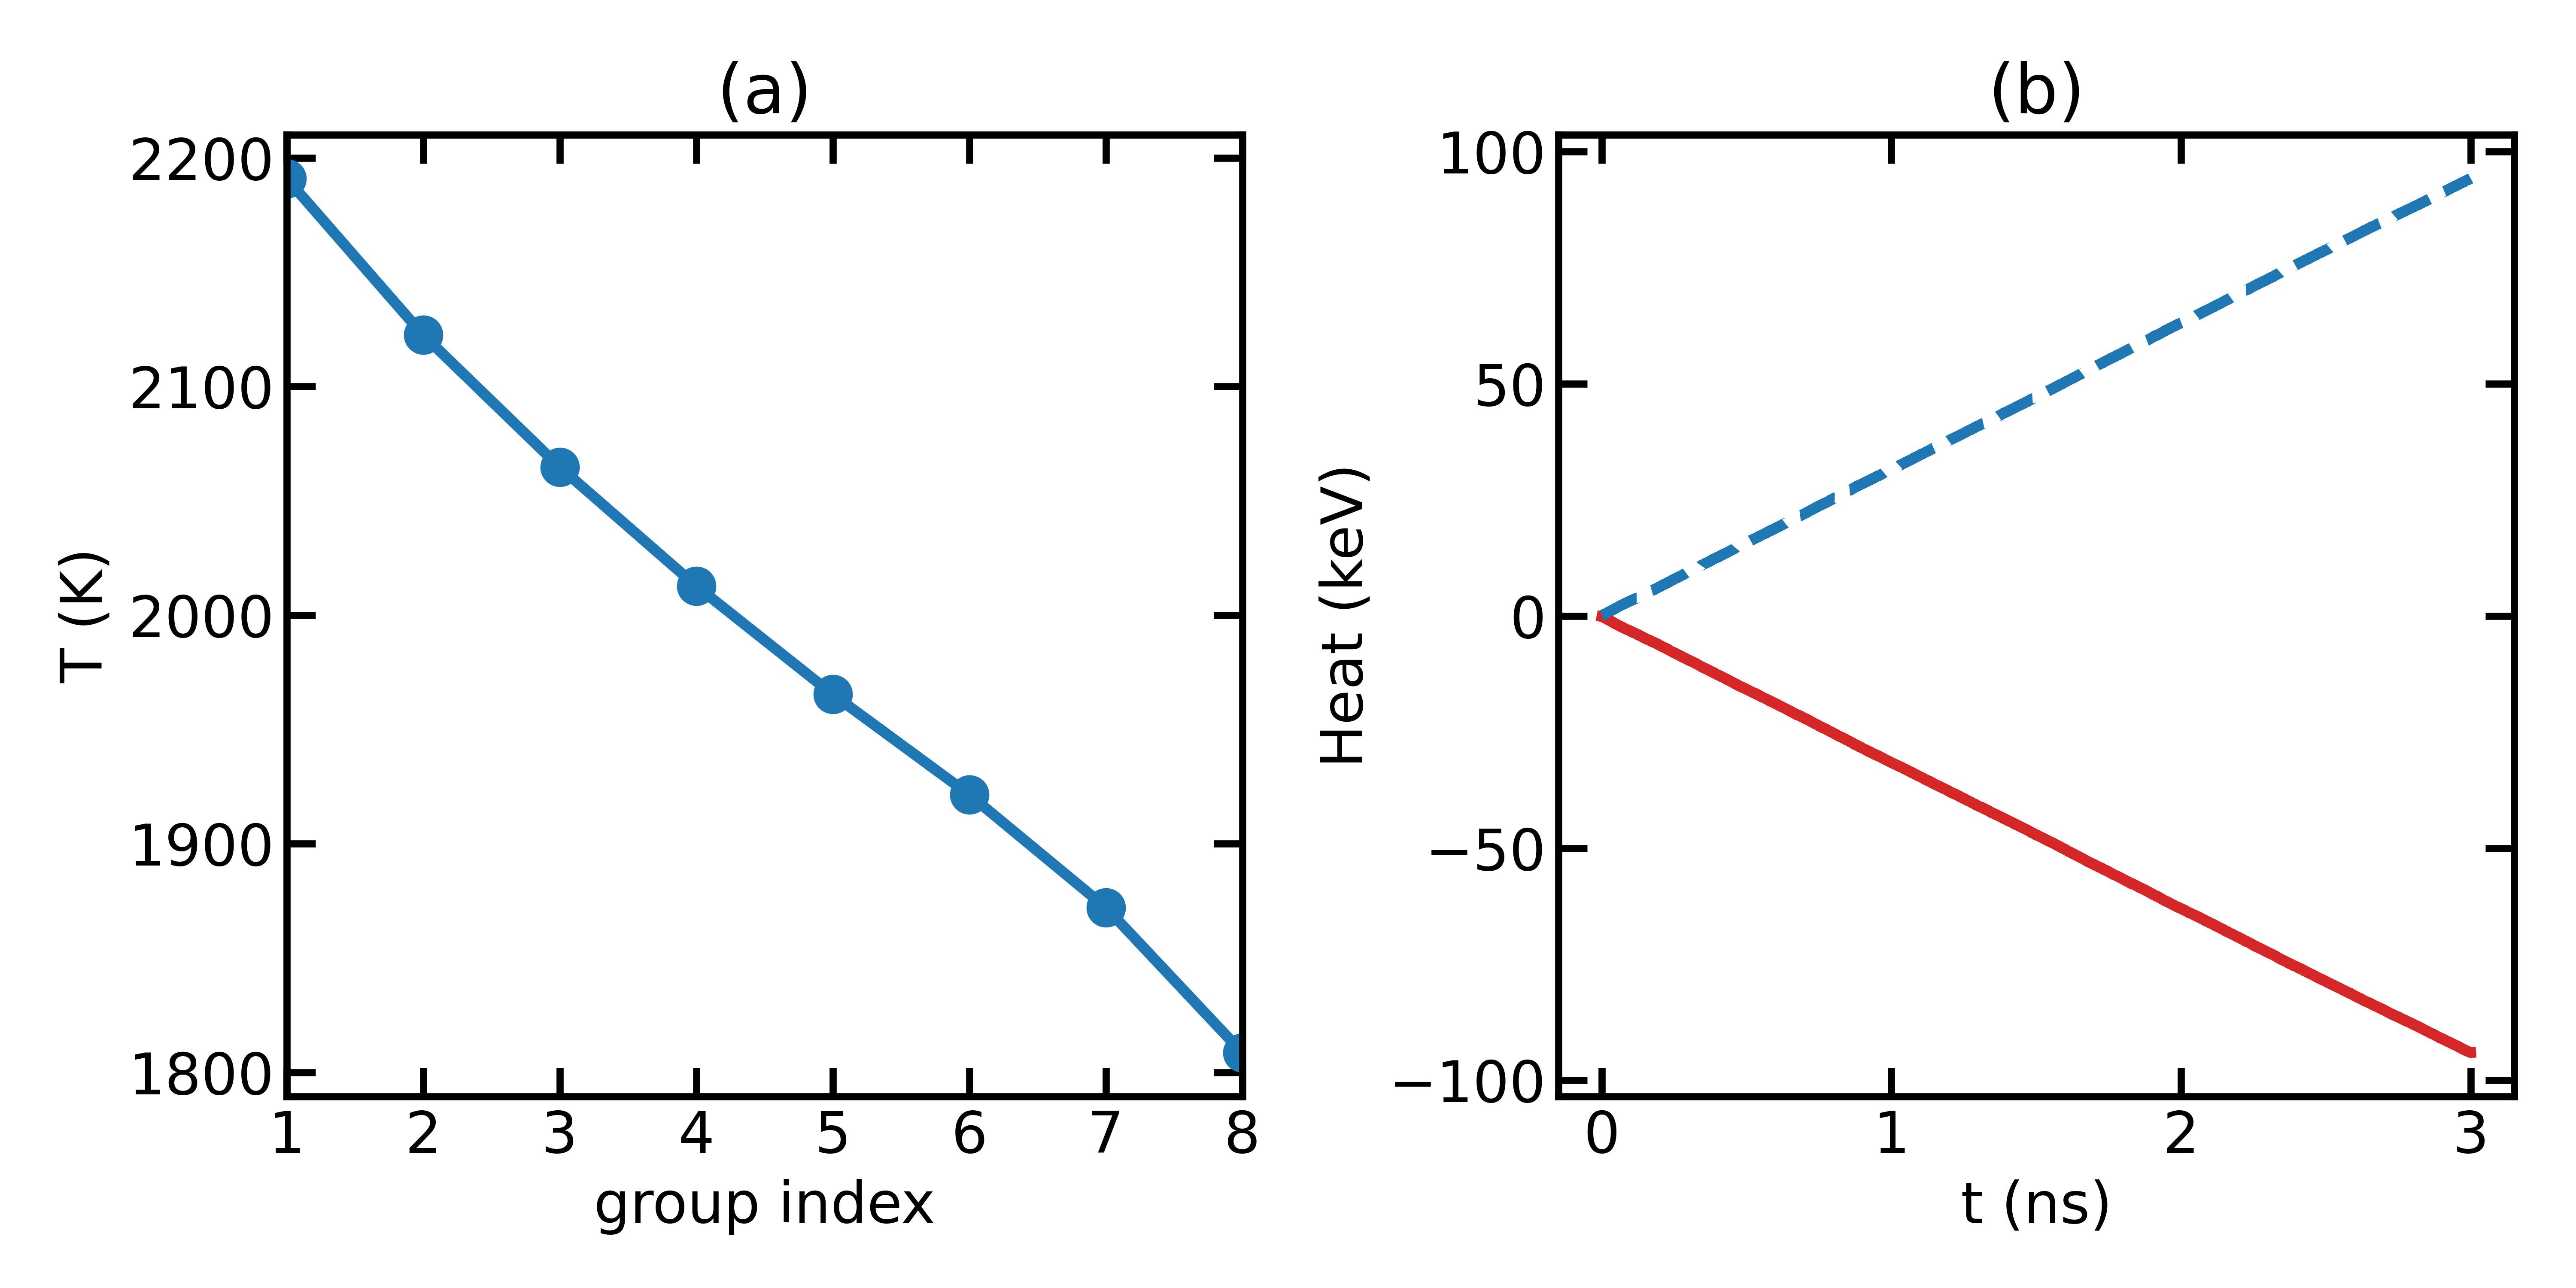 (a)
2200
2100
2000
1900
1800
T (K)
1 2 3 4 5 6 7 8
group index
(b)
100
50
0
−50
−100
Heat (keV)
0 1 2 3
t (ns)